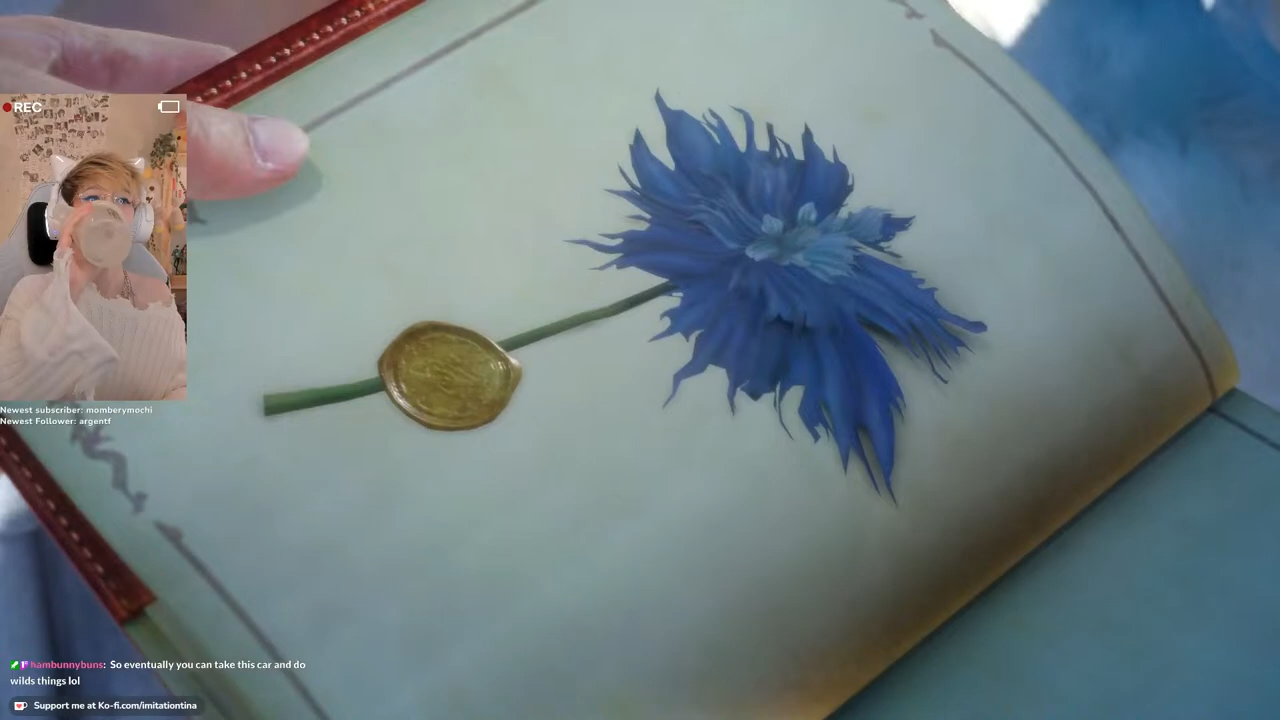 REC
Newest subscriber: momberymochi
Newest Follower: argentf
hambunnybuns: So eventually you can take this car and do
wilds things lol
Support me at Ko-fi.com/imitationtina